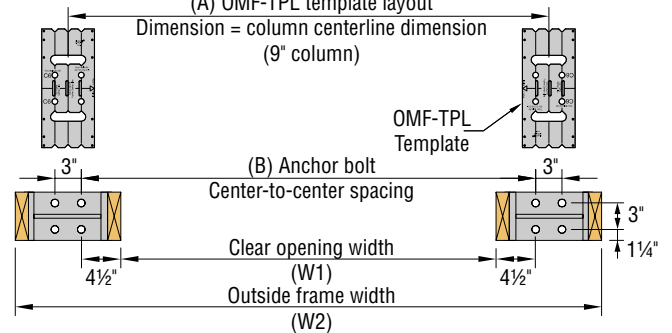 (A) OMF-TPL template layout
Dimension = column centerline dimension
(9" column)
OMF-TPL
Template
3"
(B) Anchor bolt
3"
Center-to-center spacing
3"
1¼"
Clear opening width
4½"
(W1)
4½"
Outside frame width
(W2)